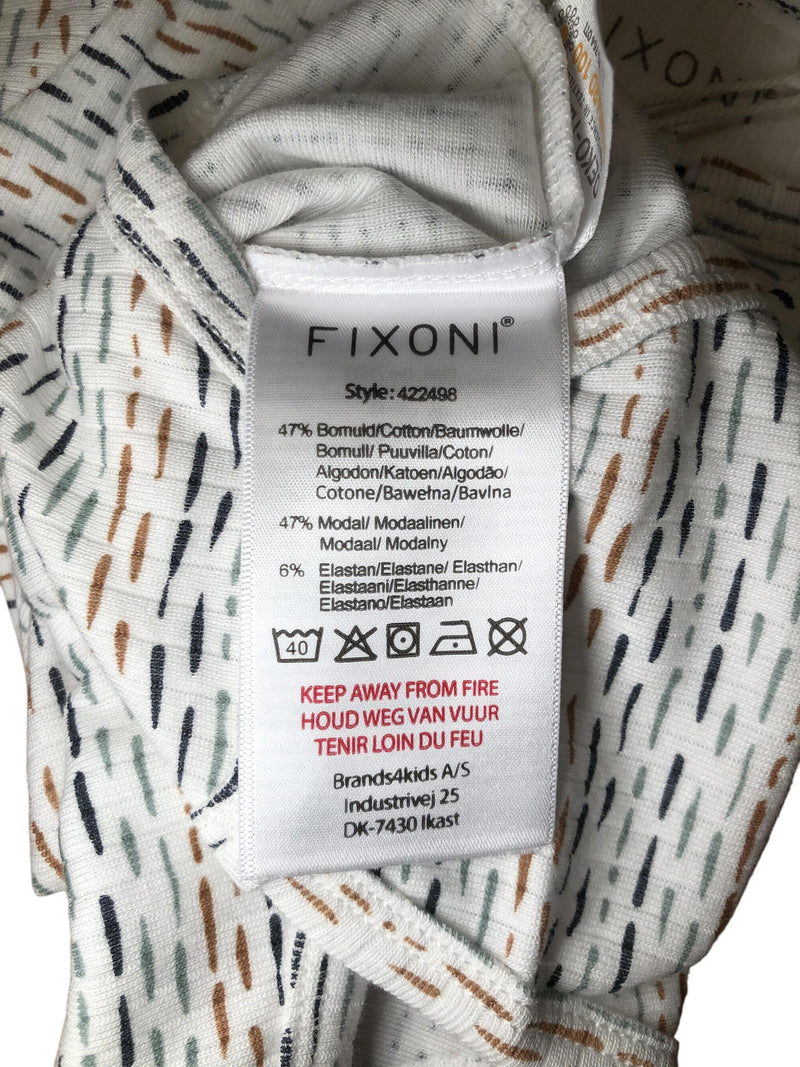 FIXONI
FIXONI®
Style: 422498
47% Bomuld/Cotton/Baumwolle/
Bomull/ Puuvilla/Coton/
Algodon/Katoen/Algodão/
Cotone/Bawełna/Bavlna
47% Modal/ Modaalinen/
Modaal/ Modalny
6% Elastan/Elastane/ Elasthan/
Elastaani/Elasthanne/
Elastano/Elastaan
40
KEEP AWAY FROM FIRE
HOUD WEG VAN VUUR
TENIR LOIN DU FEU
Brands4kids A/S
Industrivej 25
DK-7430 Ikast